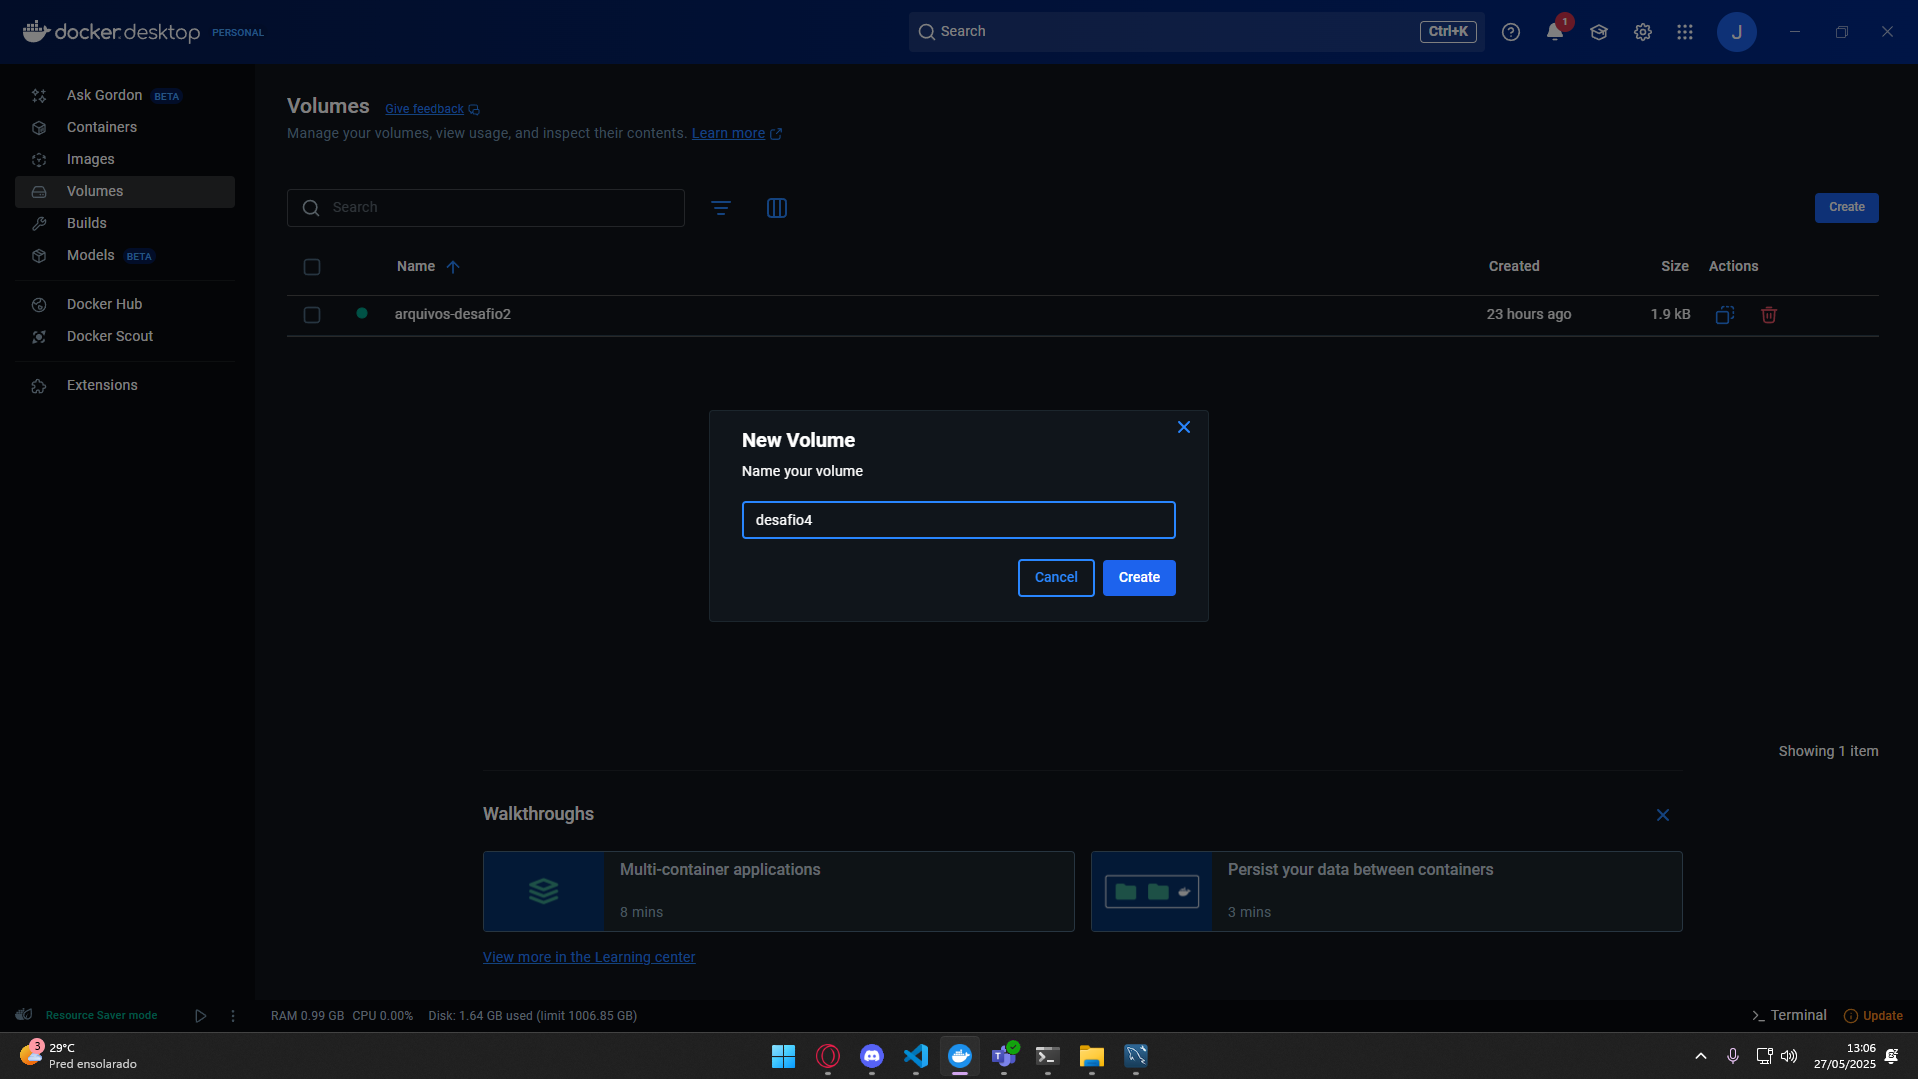 docker.desktop PERSONAL
Search
Ctrl+K
1
J
Ask Gordon BETA
Containers
Images
Volumes
Builds
Models BETA
Docker Hub
Docker Scout
Extensions
Volumes Give feedback
Manage your volumes, view usage, and inspect their contents. Learn more
Search
Create
Name Created Size Actions
arquivos-desafio2 23 hours ago 1.9 kB
New Volume
Name your volume
desafio4
Cancel Create
Showing 1 item
Walkthroughs
Multi-container applications
8 mins
Persist your data between containers
3 mins
View more in the Learning center
Resource Saver mode
RAM 0.99 GB CPU 0.00% Disk: 1.64 GB used (limit 1006.85 GB)
Terminal
Update
3
29°C
Pred ensolarado
13:06
27/05/2025